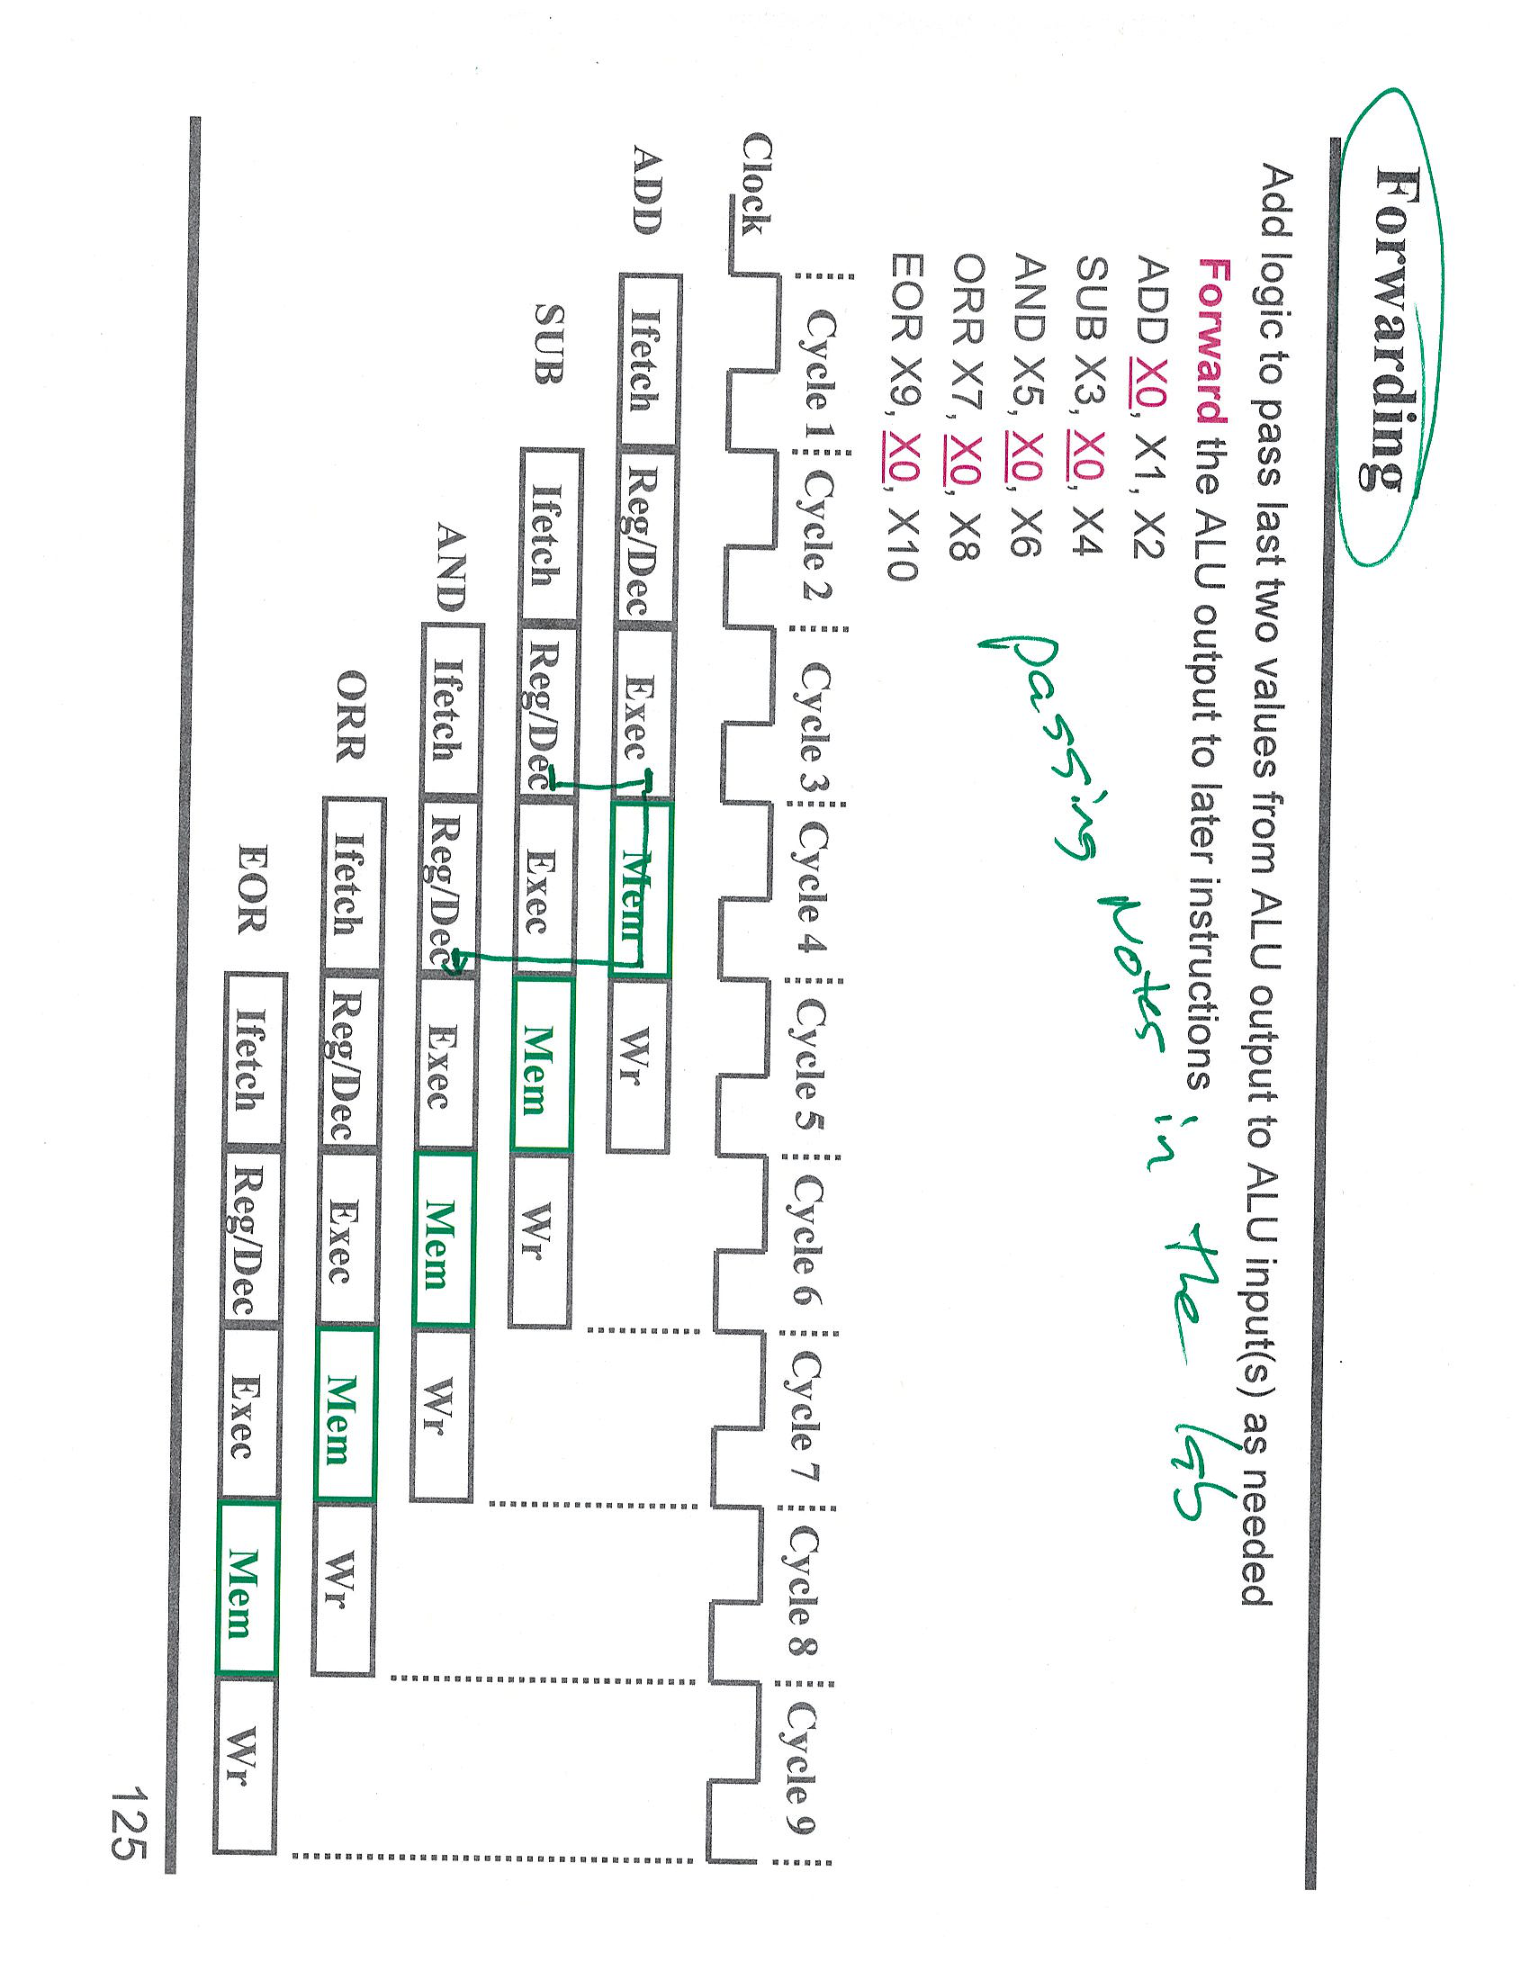 Forwarding
Add logic to pass last two values from ALU output to ALU input(s) as needed
Forward the ALU output to later instructions
ADD X0, X1, X2
SUB X3, X0, X4
AND X5, X0, X6
ORR X7, X0, X8
EOR X9, X0, X10
passing notes in the lab
Cycle 1 Cycle 2 Cycle 3 Cycle 4 Cycle 5 Cycle 6 Cycle 7 Cycle 8 Cycle 9
Clock
ADD Ifetch Reg/Dec Exec Mem Wr
SUB Ifetch Reg/Dec Exec Mem Wr
AND Ifetch Reg/Dec Exec Mem Wr
ORR Ifetch Reg/Dec Exec Mem Wr
EOR Ifetch Reg/Dec Exec Mem Wr
125